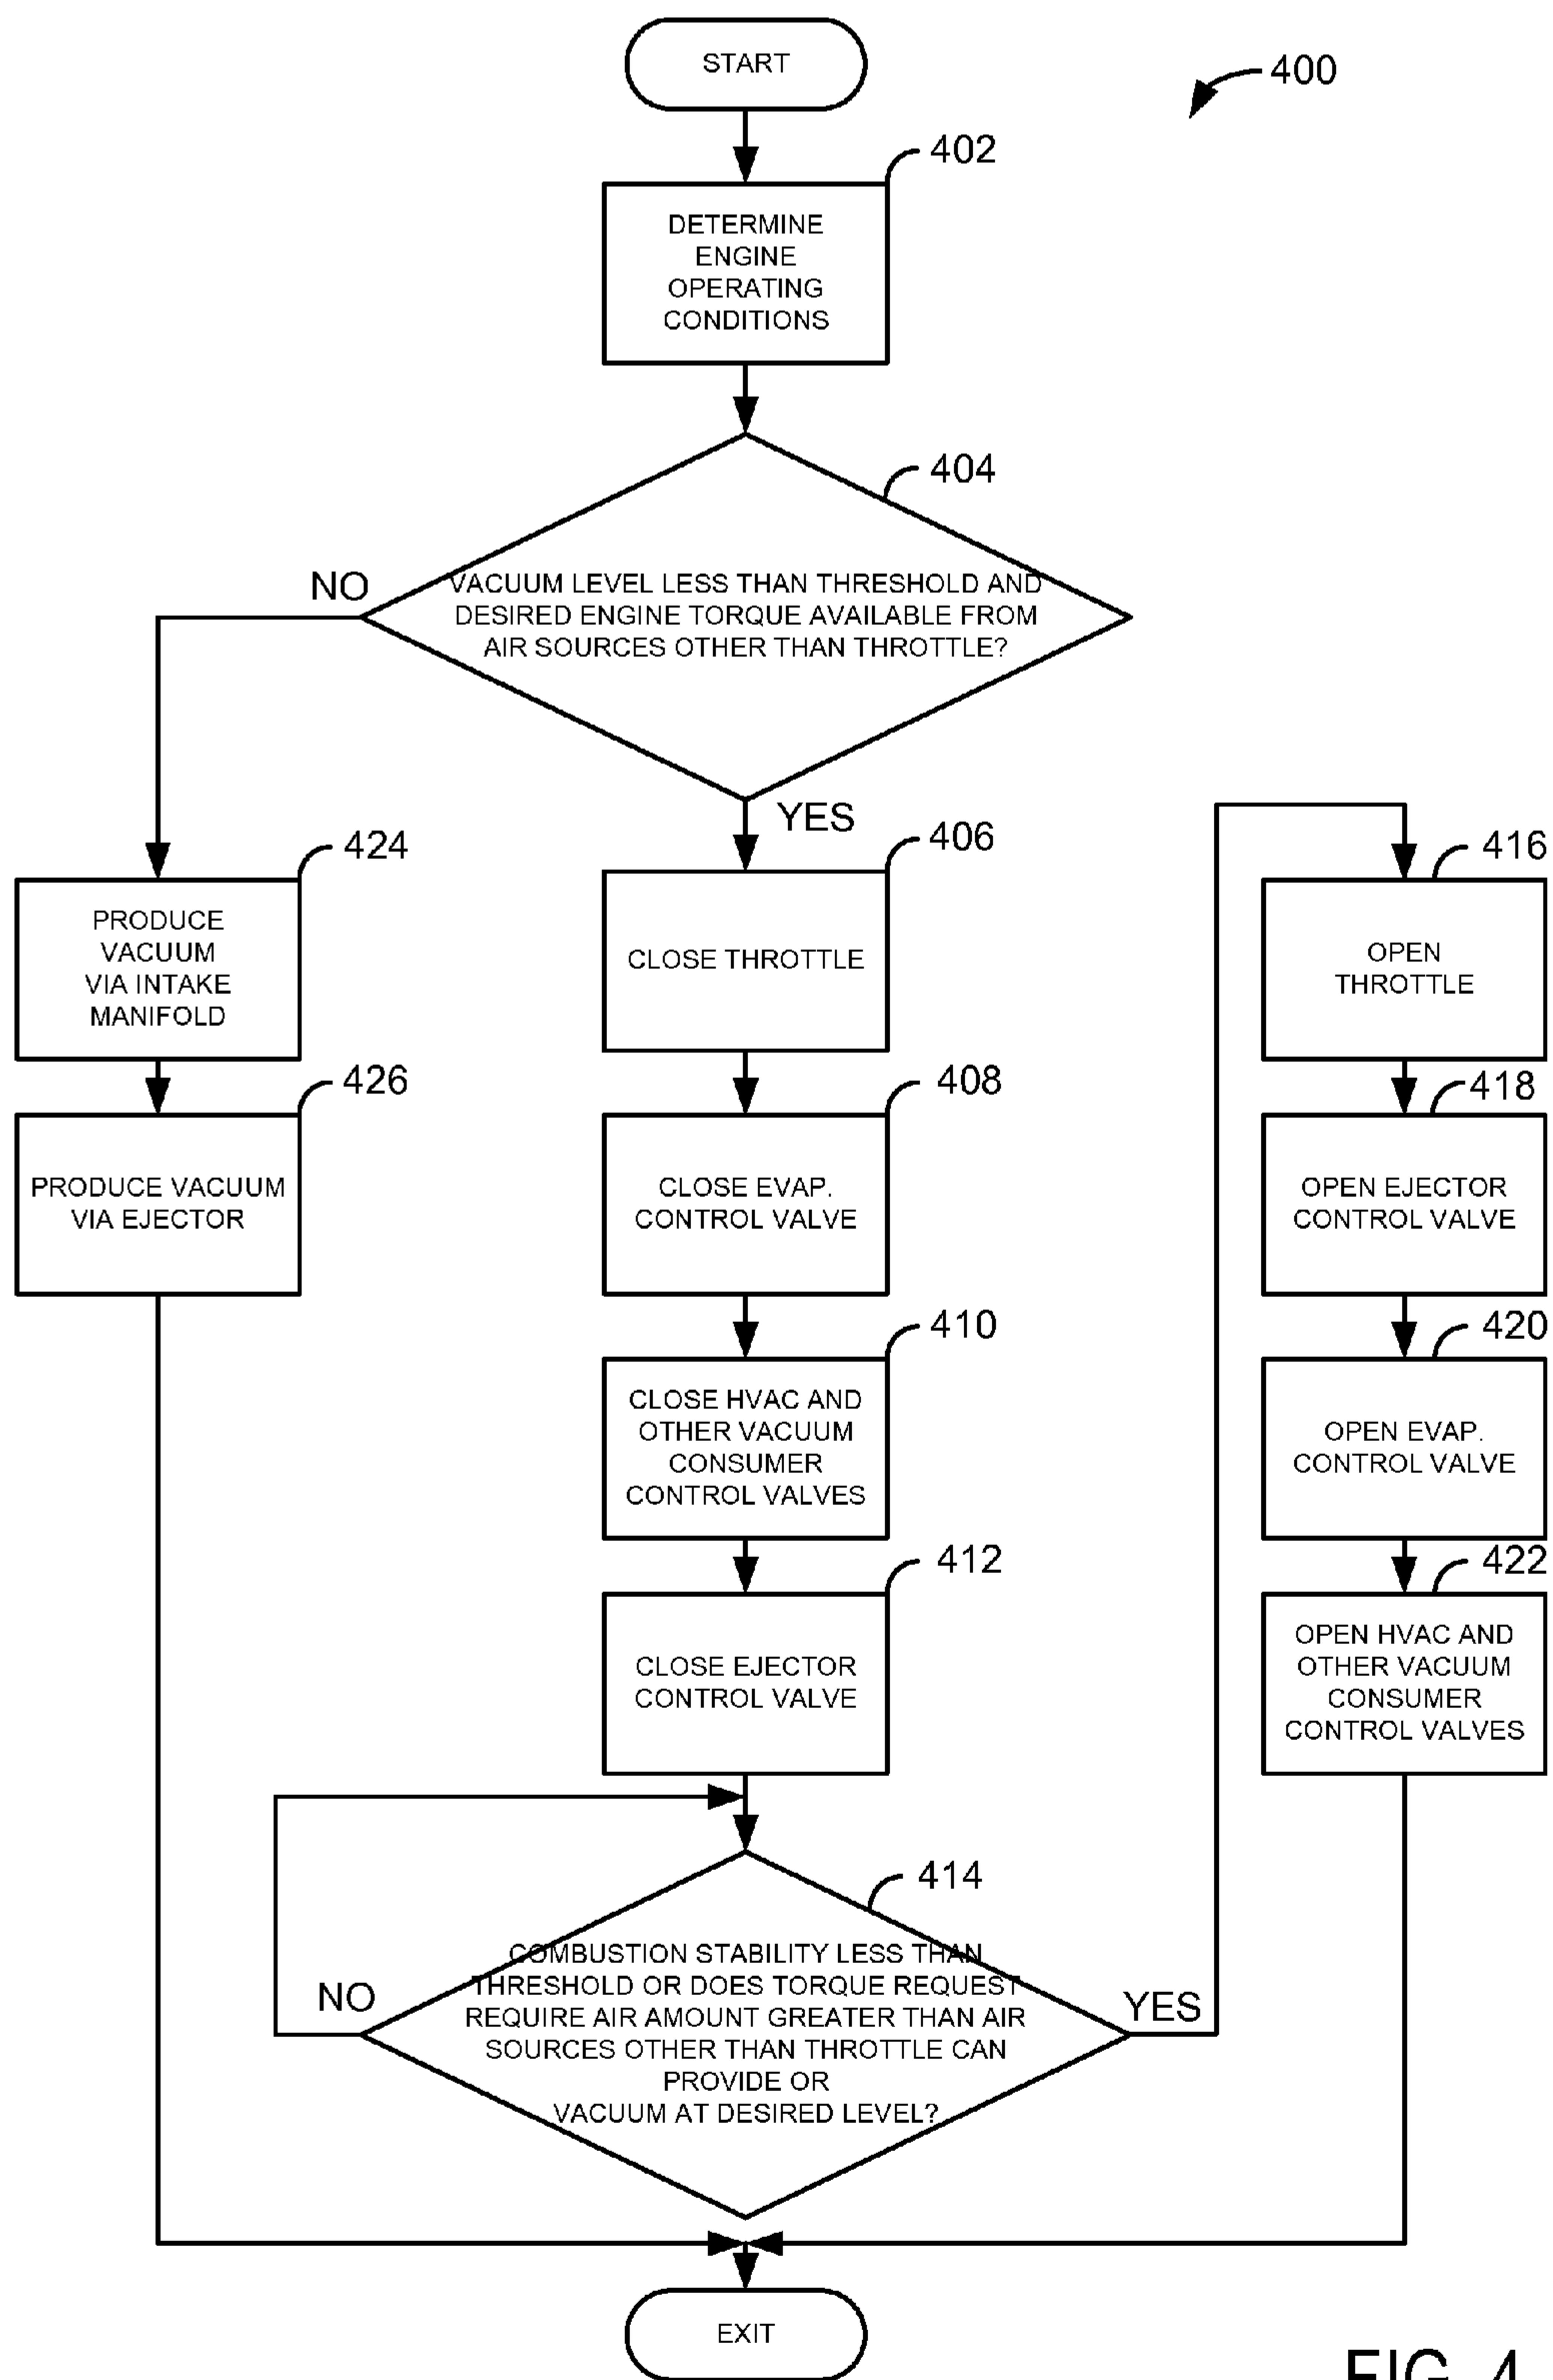 START
400
402
DETERMINE
ENGINE
OPERATING
CONDITIONS
404
NO
VACUUM LEVEL LESS THAN THRESHOLD AND
DESIRED ENGINE TORQUE AVAILABLE FROM
AIR SOURCES OTHER THAN THROTTLE?
YES
424
PRODUCE
VACUUM
VIA INTAKE
MANIFOLD
426
PRODUCE VACUUM
VIA EJECTOR
406
CLOSE THROTTLE
408
CLOSE EVAP.
CONTROL VALVE
410
CLOSE HVAC AND
OTHER VACUUM
CONSUMER
CONTROL VALVES
412
CLOSE EJECTOR
CONTROL VALVE
414
COMBUSTION STABILITY LESS THAN
THRESHOLD OR DOES TORQUE REQUEST
REQUIRE AIR AMOUNT GREATER THAN AIR
SOURCES OTHER THAN THROTTLE CAN
PROVIDE OR
VACUUM AT DESIRED LEVEL?
NO
YES
416
OPEN
THROTTLE
418
OPEN EJECTOR
CONTROL VALVE
420
OPEN EVAP.
CONTROL VALVE
422
OPEN HVAC AND
OTHER VACUUM
CONSUMER
CONTROL VALVES
EXIT
FIG. 4